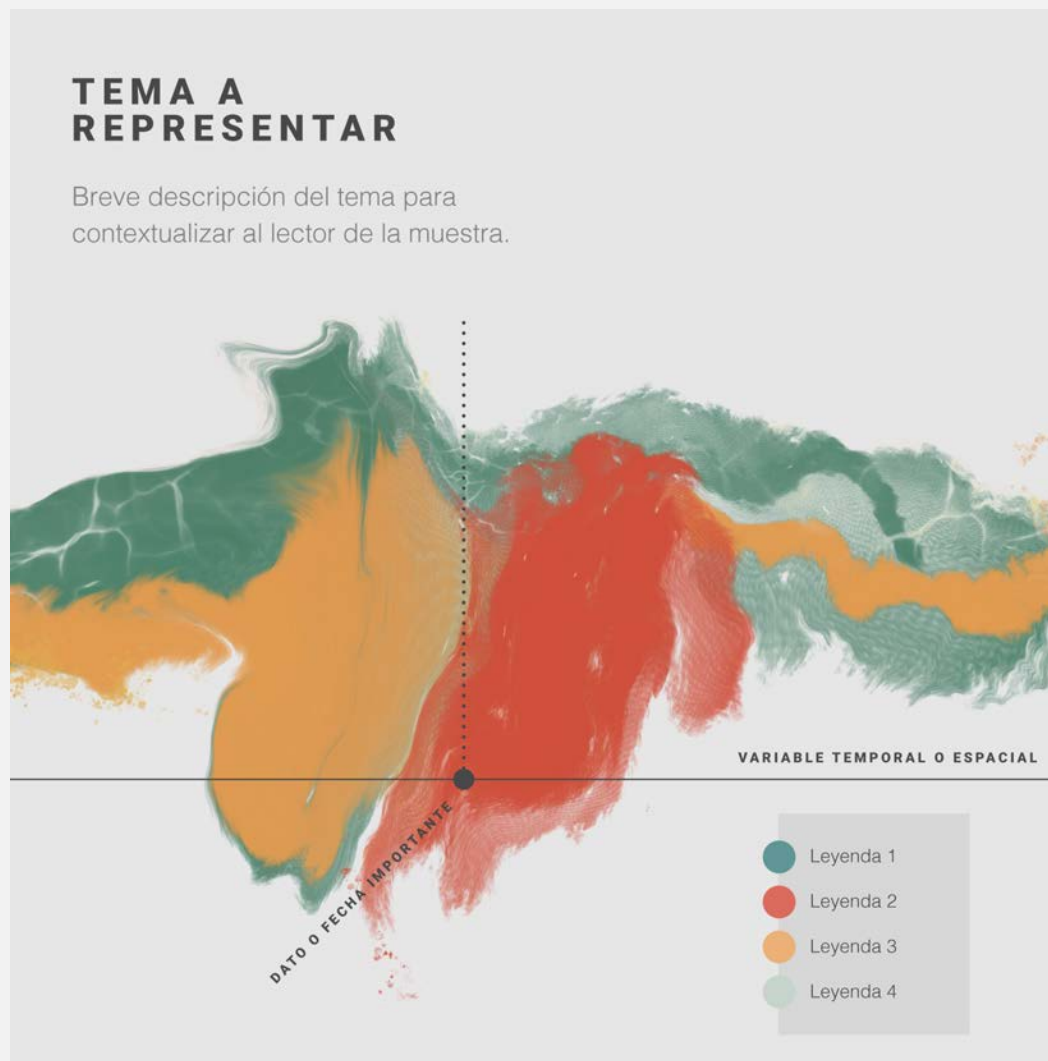 TEMA A
REPRESENTAR
Breve descripción del tema para
contextualizar al lector de la muestra.
VARIABLE TEMPORAL O ESPACIAL
DATO O FECHA IMPORTANTE
Leyenda 1
Leyenda 2
Leyenda 3
Leyenda 4